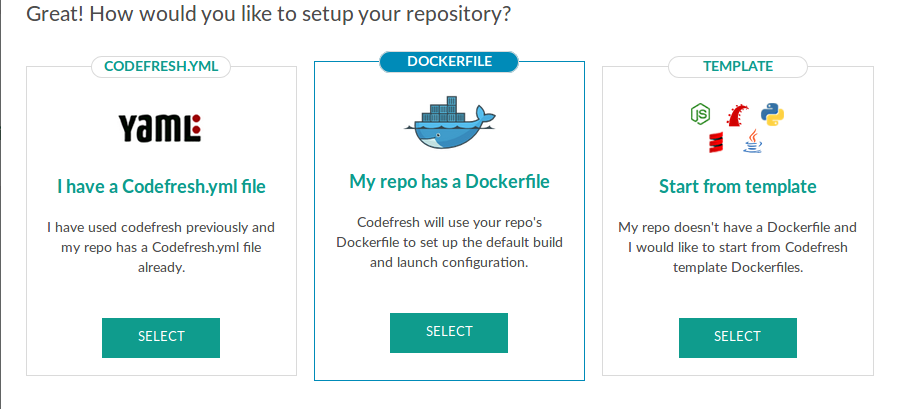 Great! How would you like to setup your repository?
CODEFRESH.YML
YAML
I have a Codefresh.yml file
I have used codefresh previously and
my repo has a Codefresh.yml file
already.
SELECT
DOCKERFILE
My repo has a Dockerfile
Codefresh will use your repo's
Dockerfile to set up the default build
and launch configuration.
SELECT
TEMPLATE
JS
Start from template
My repo doesn't have a Dockerfile and
I would like to start from Codefresh
template Dockerfiles.
SELECT